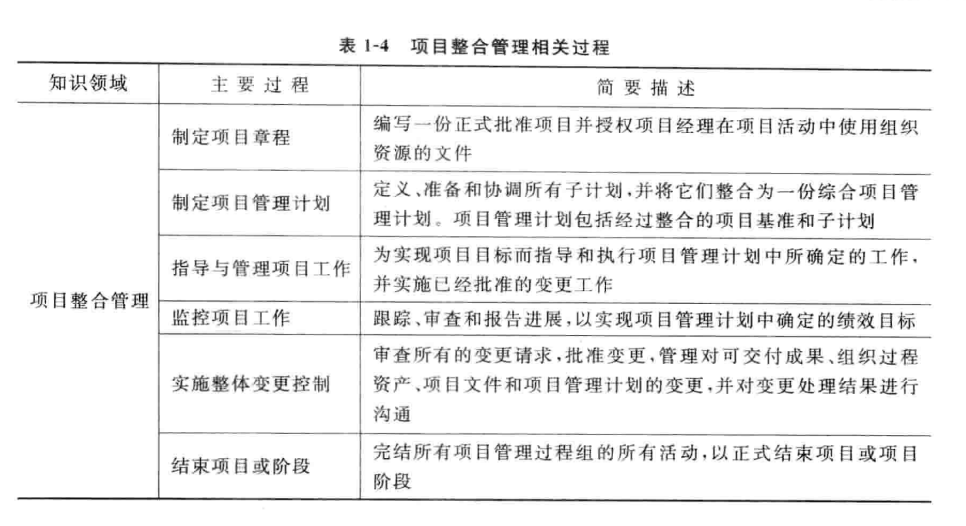 表 1-4 项目整合管理相关过程
知识领域 主要过程 简要描述
项目整合管理
制定项目章程
编写一份正式批准项目并授权项目经理在项目活动中使用组织
资源的文件
制定项目管理计划
定义、准备和协调所有子计划,并将它们整合为一份综合项目管
理计划。项目管理计划包括经过整合的项目基准和子计划
指导与管理项目工作
为实现项目目标而指导和执行项目管理计划中所确定的工作,
并实施已经批准的变更工作
监控项目工作
跟踪、审查和报告进展,以实现项目管理计划中确定的绩效目标
实施整体变更控制
审查所有的变更请求,批准变更,管理对可交付成果、组织过程
资产、项目文件和项目管理计划的变更,并对变更处理结果进行
沟通
结束项目或阶段
完结所有项目管理过程组的所有活动,以正式结束项目或项目
阶段